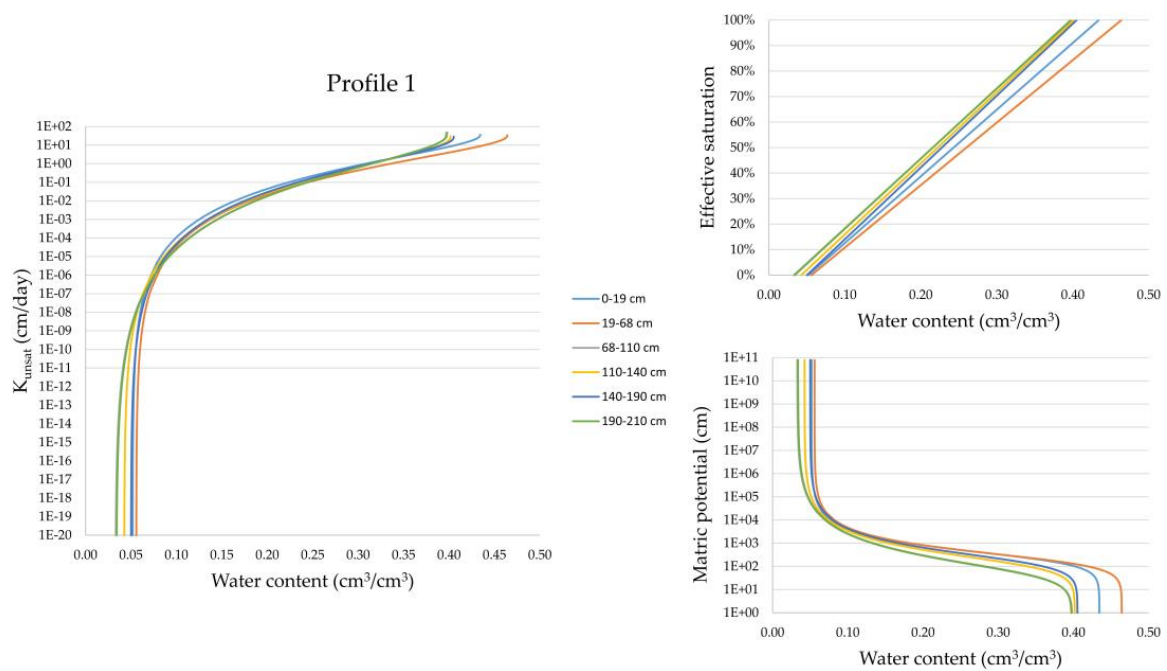 Profile 1
K_unsat (cm/day)
1E+02
1E+01
1E+00
1E-01
1E-02
1E-03
1E-04
1E-05
1E-06
1E-07
1E-08
1E-09
1E-10
1E-11
1E-12
1E-13
1E-14
1E-15
1E-16
1E-17
1E-18
1E-19
1E-20
0.00 0.05 0.10 0.15 0.20 0.25 0.30 0.35 0.40 0.45 0.50
Water content (cm³/cm³)
0-19 cm
19-68 cm
68-110 cm
110-140 cm
140-190 cm
190-210 cm
Effective saturation
100%
90%
80%
70%
60%
50%
40%
30%
20%
10%
0%
0.00 0.10 0.20 0.30 0.40 0.50
Water content (cm³/cm³)
Matric potential (cm)
1E+11
1E+10
1E+09
1E+08
1E+07
1E+06
1E+05
1E+04
1E+03
1E+02
1E+01
1E+00
0.00 0.10 0.20 0.30 0.40 0.50
Water content (cm³/cm³)